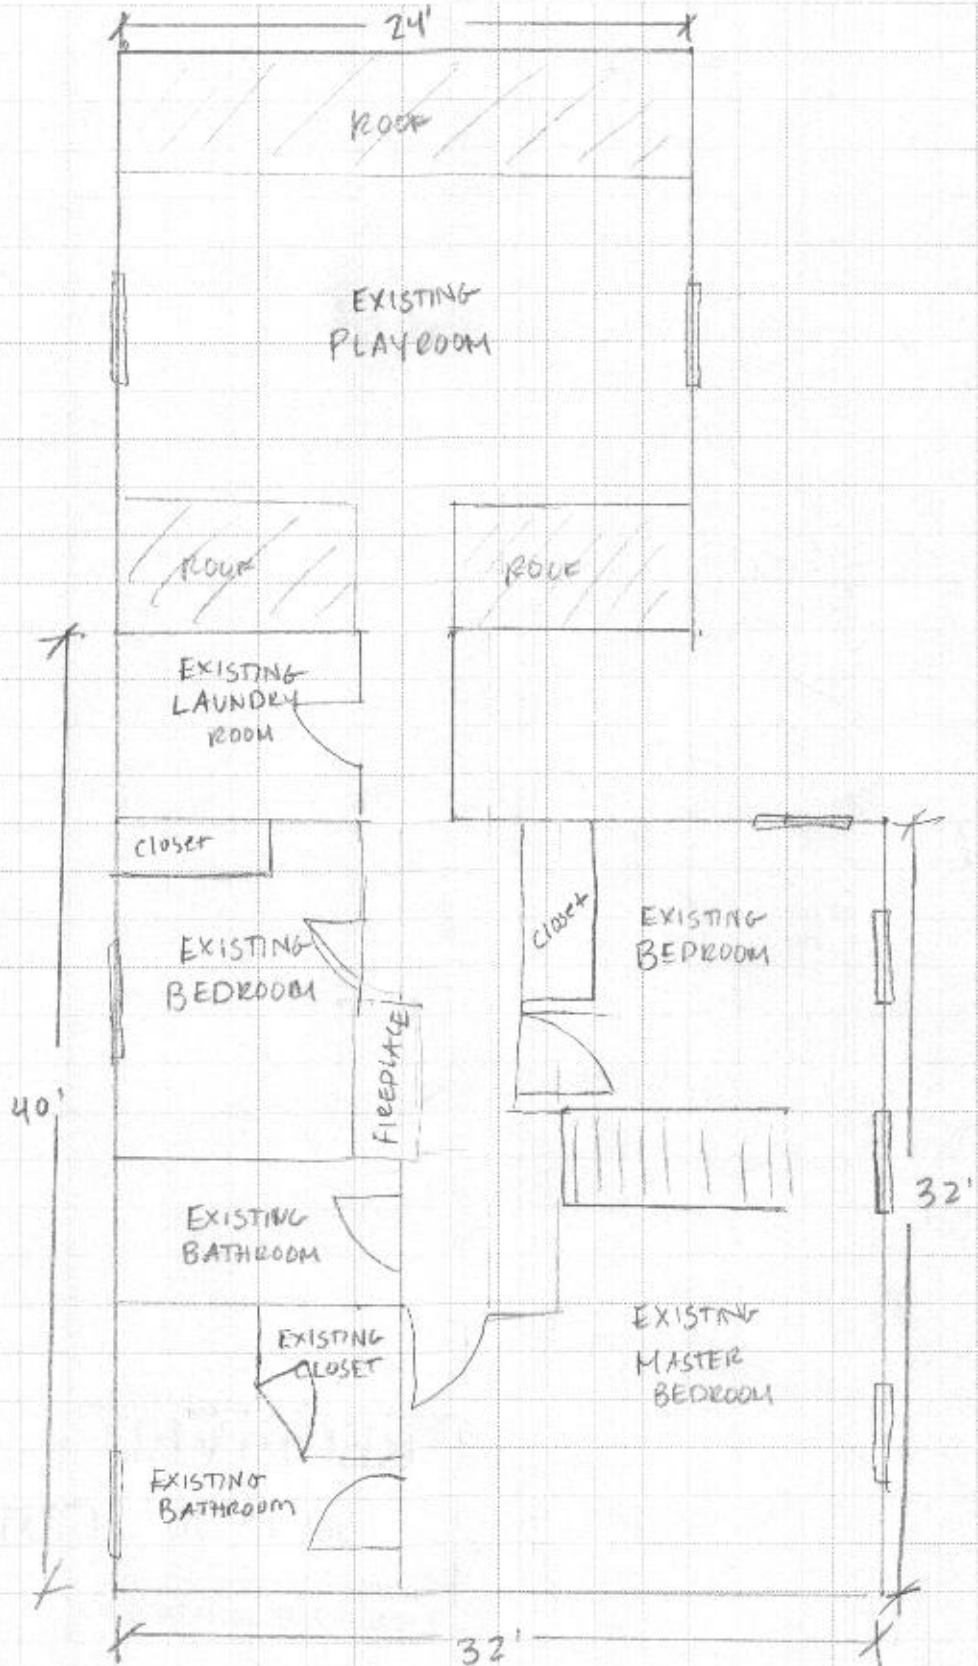 24'
ROOF
EXISTING
PLAYROOM
ROOF
ROOF
EXISTING
LAUNDRY
ROOM
closet
closet
EXISTING
BEDROOM
EXISTING
BEDROOM
FIREPLACE
40'
32'
EXISTING
BATHROOM
EXISTING
CLOSET
EXISTING
MASTER
BEDROOM
EXISTING
BATHROOM
32'